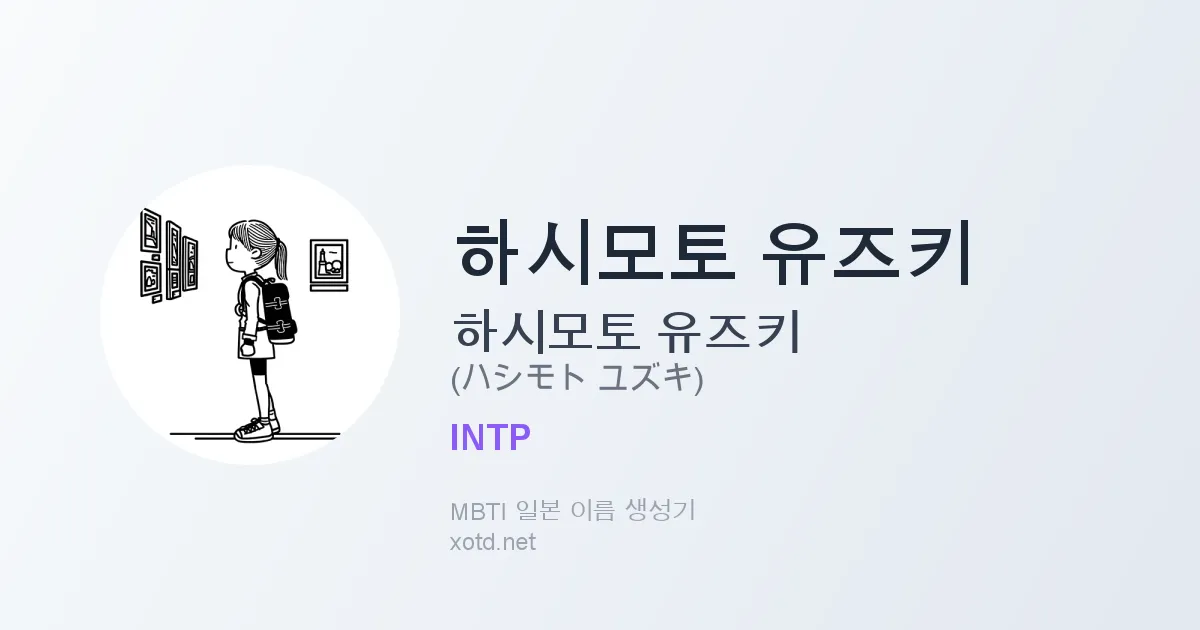 하시모토 유즈키
하시모토 유즈키
(ハシモト ユズキ)
INTP
MBTI 일본 이름 생성기
xotd.net